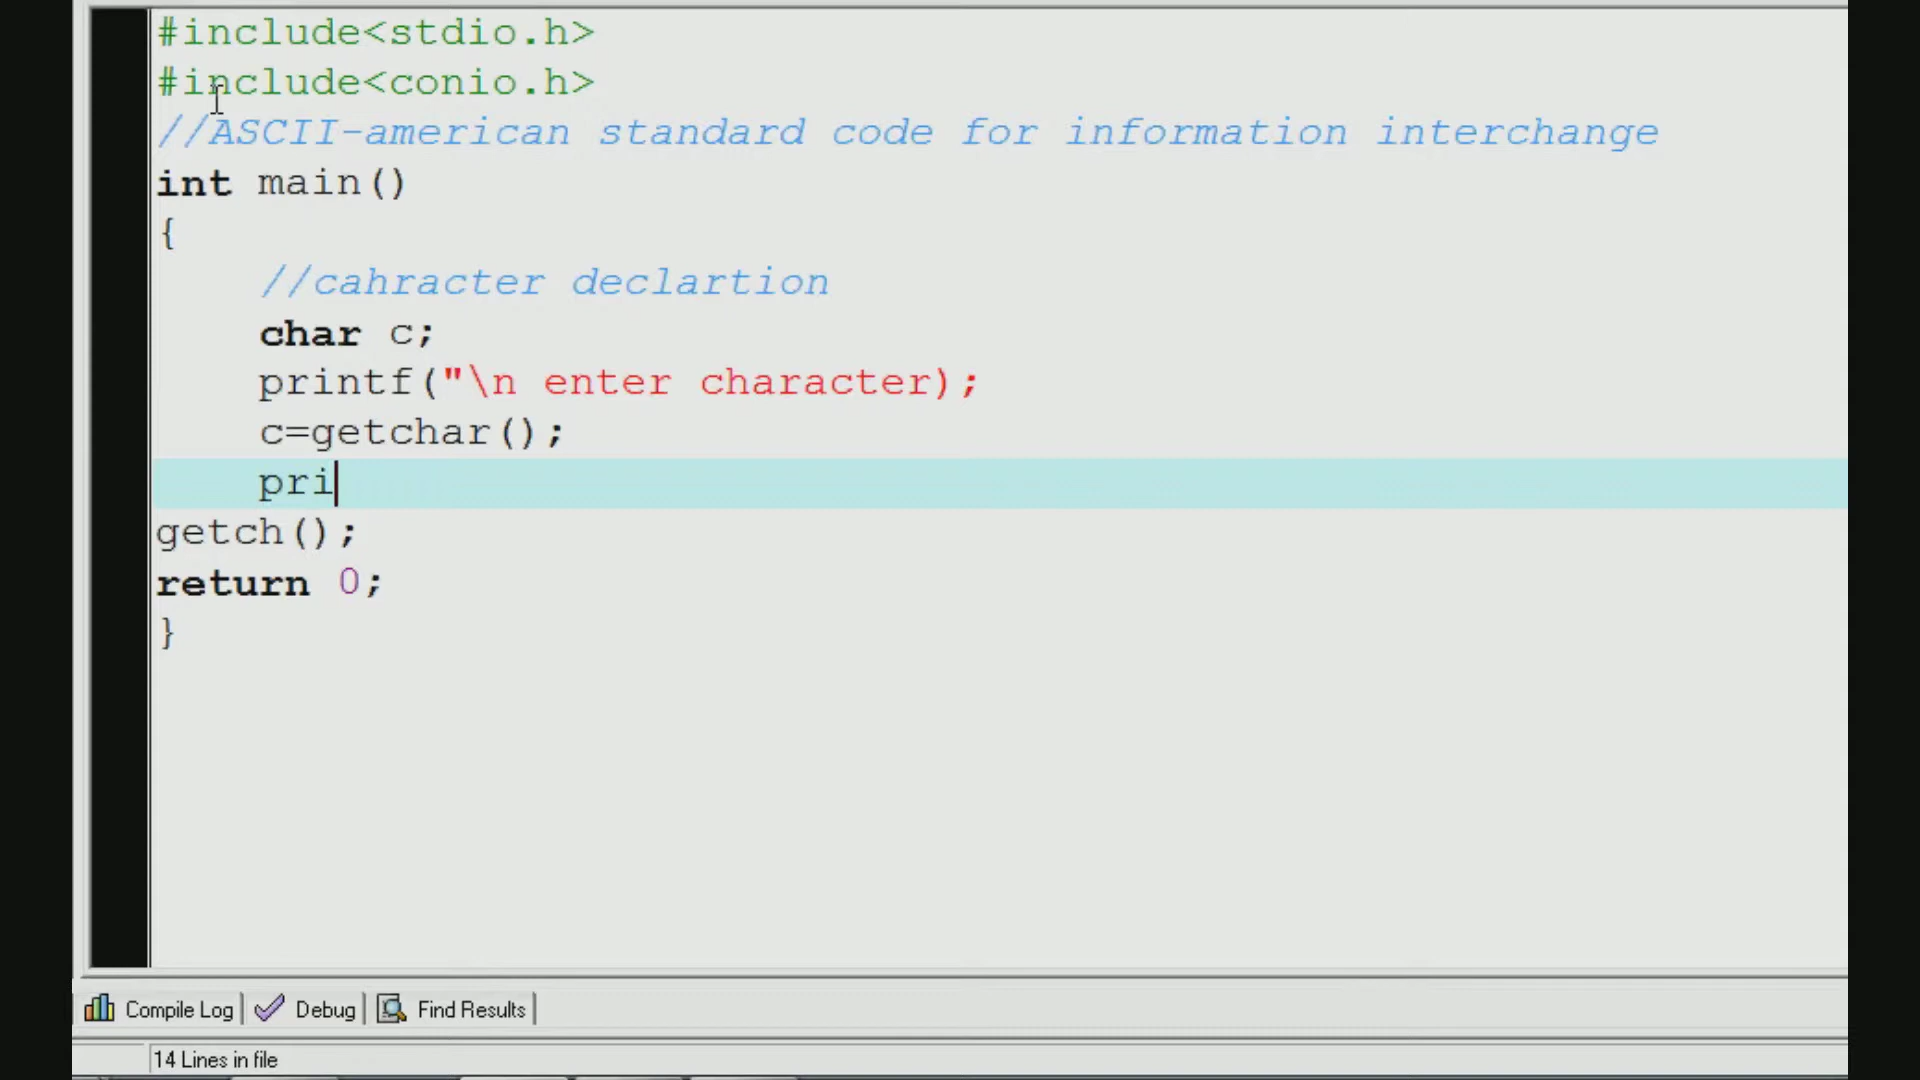 #include<stdio.h>
#include<conio.h>
//ASCII-american standard code for information interchange
int main()
{
//cahracter declartion
char c;
printf("\n enter character);
c=getchar();
pri
getch();
return 0;
}
Compile Log Debug Find Results
14 Lines in file